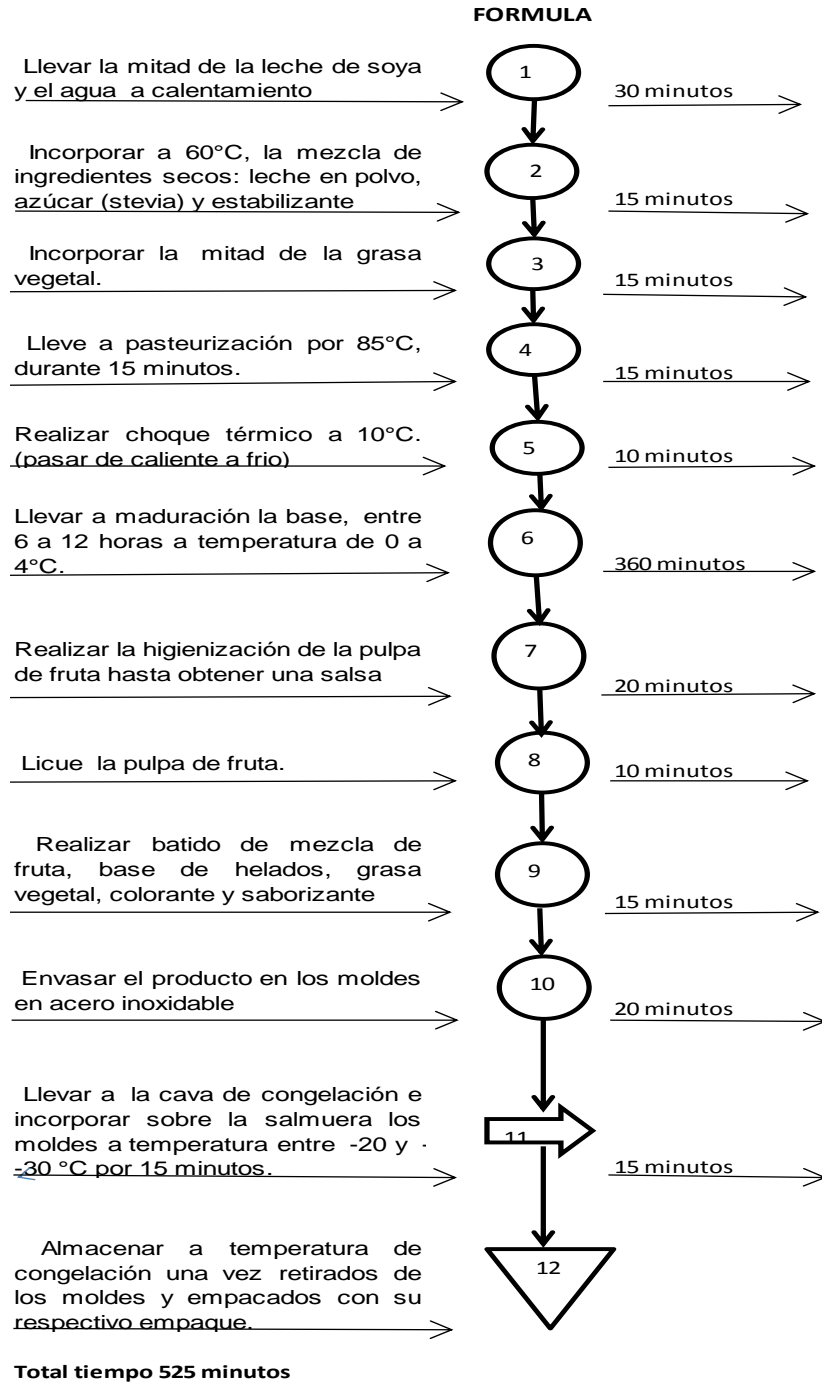 FORMULA
Llevar la mitad de la leche de soya
y el agua a calentamiento
1
30 minutos
Incorporar a 60°C, la mezcla de
ingredientes secos: leche en polvo,
azúcar (stevia) y estabilizante
2
15 minutos
Incorporar la mitad de la grasa
vegetal.
3
15 minutos
Lleve a pasteurización por 85°C,
durante 15 minutos.
4
15 minutos
Realizar choque térmico a 10°C.
(pasar de caliente a frio)
5
10 minutos
Llevar a maduración la base, entre
6 a 12 horas a temperatura de 0 a
4°C.
6
360 minutos
Realizar la higienización de la pulpa
de fruta hasta obtener una salsa
7
20 minutos
Licue la pulpa de fruta.
8
10 minutos
Realizar batido de mezcla de
fruta, base de helados, grasa
vegetal, colorante y saborizante
9
15 minutos
Envasar el producto en los moldes
en acero inoxidable
10
20 minutos
Llevar a la cava de congelación e
incorporar sobre la salmuera los
moldes a temperatura entre -20 y -
-30 °C por 15 minutos.
11
15 minutos
Almacenar a temperatura de
congelación una vez retirados de
los moldes y empacados con su
respectivo empaque.
12
Total tiempo 525 minutos